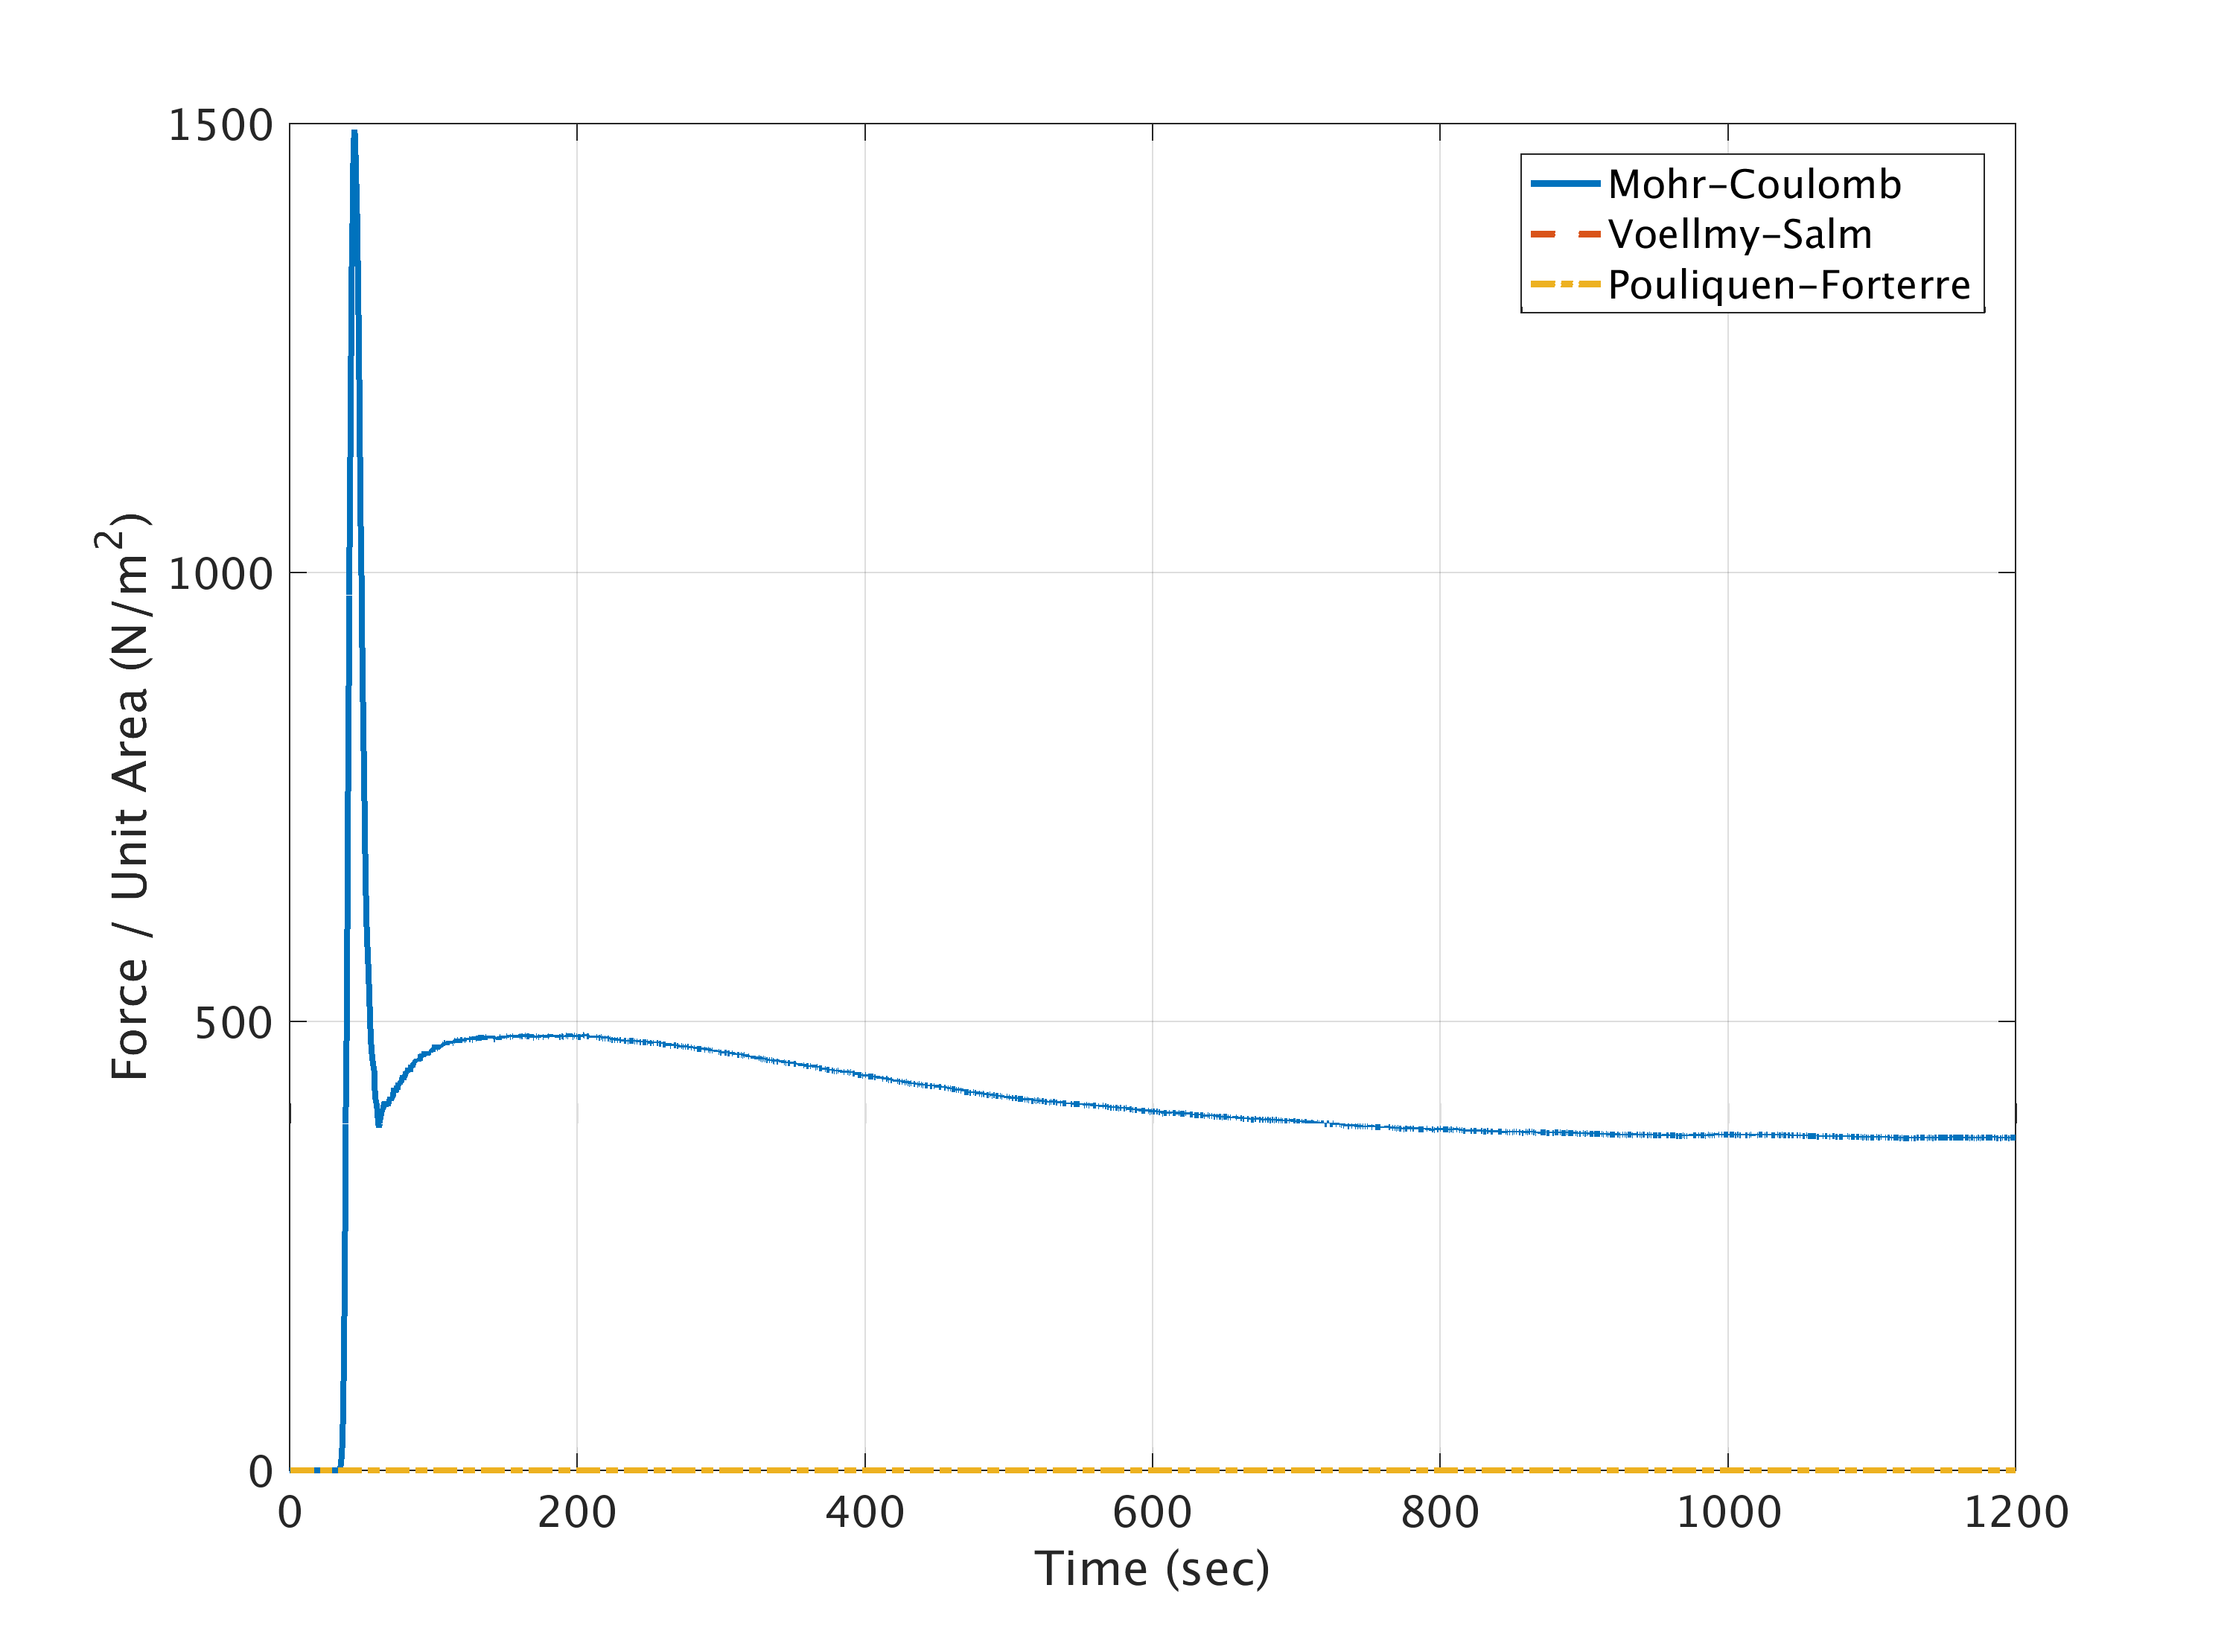 1500
1000
500
0
Force / Unit Area (N/m²)
Mohr-Coulomb
Voellmy-Salm
Pouliquen-Forterre
0 200 400 600 800 1000 1200
Time (sec)